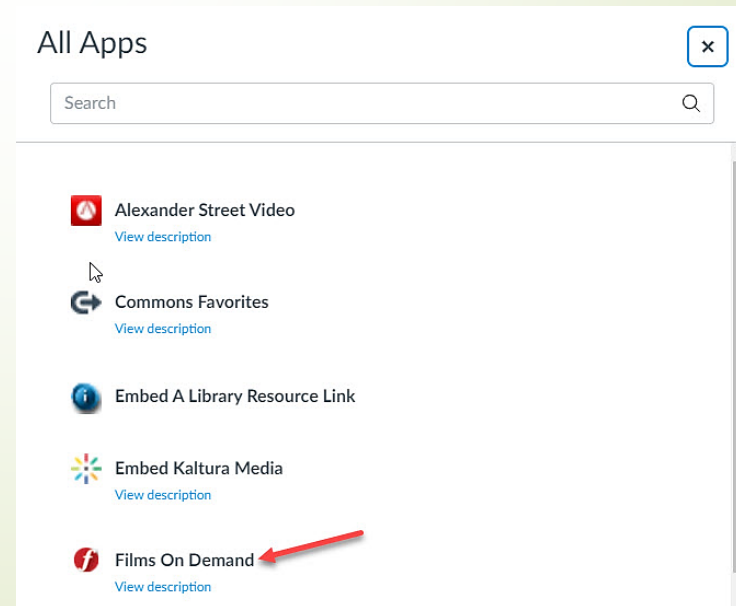 All Apps
Search
Alexander Street Video
View description
Commons Favorites
View description
Embed A Library Resource Link
Embed Kaltura Media
View description
Films On Demand
View description